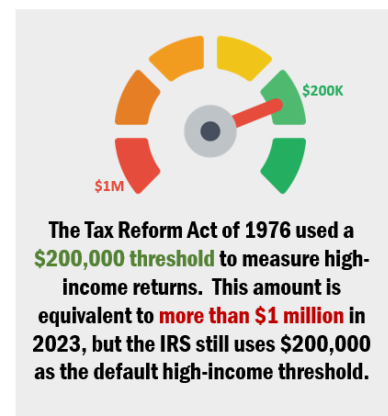 $200K
$1M
The Tax Reform Act of 1976 used a
$200,000 threshold to measure high-
income returns.  This amount is
equivalent to more than $1 million in
2023, but the IRS still uses $200,000
as the default high-income threshold.